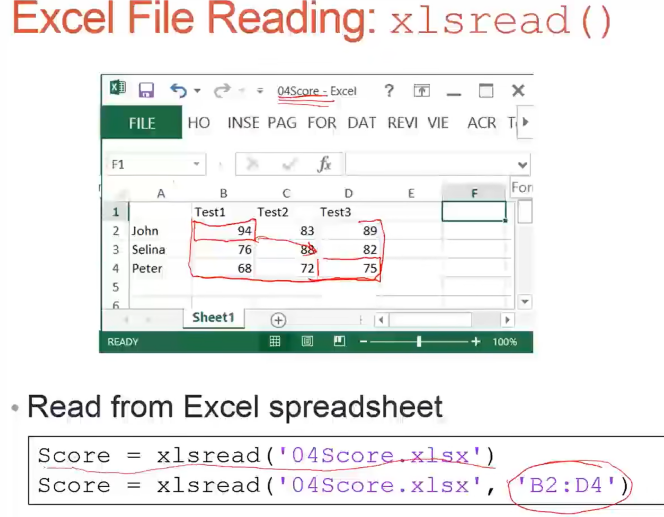 Excel File Reading: xlsread()
04Score - Excel ?
FILE HO INSE PAG FOR DAT REVI VIE ACR T
F1 fx
A B C D E F For
1 Test1 Test2 Test3
2 John 94 83 89
3 Selina 76 88 82
4 Peter 68 72 75
5
6
Sheet1
READY 100%
• Read from Excel spreadsheet
Score = xlsread('04Score.xlsx')
Score = xlsread('04Score.xlsx', 'B2:D4')